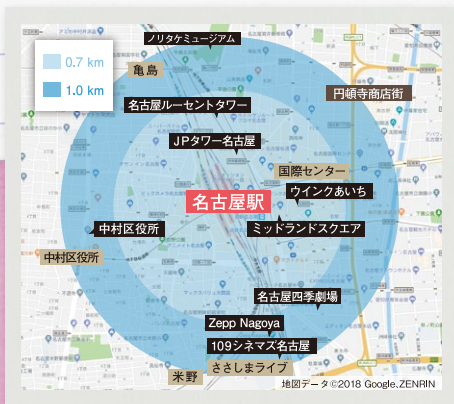 ノリタケミュージアム
0.7 km
亀島
1.0 km
円頓寺商店街
名古屋ルーセントタワー
JPタワー名古屋
国際センター
ウインクあいち
名古屋駅
中村区役所
ミッドランドスクエア
中村区役所
名古屋四季劇場
Zepp Nagoya
109シネマズ名古屋
ささしまライブ
米野
地図データ©2018 Google,ZENRIN